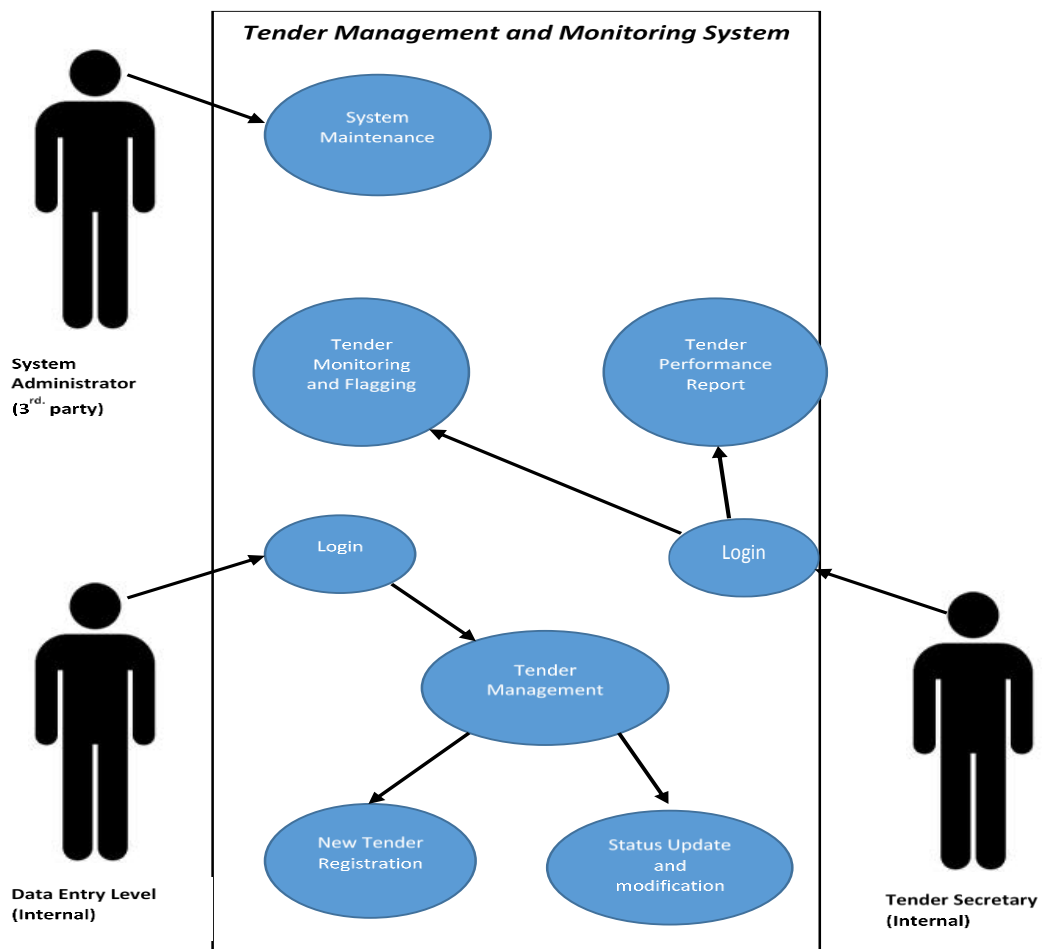 Tender Management and Monitoring System
System
Maintenance
System
Administrator
(3rd. party)
Tender
Monitoring
and Flagging
Tender
Performance
Report
Login
Login
Tender
Management
New Tender
Registration
Status Update
and
modification
Data Entry Level
(Internal)
Tender Secretary
(Internal)